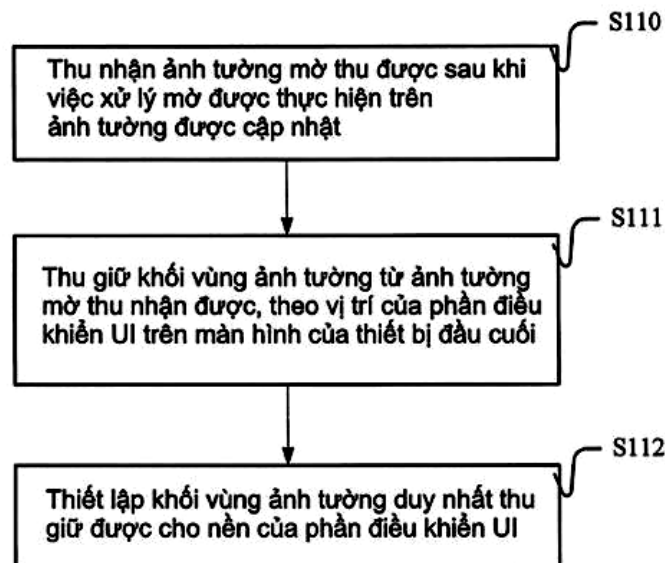 S110
Thu nhận ảnh tường mờ thu được sau khi
việc xử lý mờ được thực hiện trên
ảnh tường được cập nhật
S111
Thu giữ khối vùng ảnh tường từ ảnh tường
mờ thu nhận được, theo vị trí của phần điều
khiển UI trên màn hình của thiết bị đầu cuối
S112
Thiết lập khối vùng ảnh tường duy nhất thu
giữ được cho nền của phần điều khiển UI